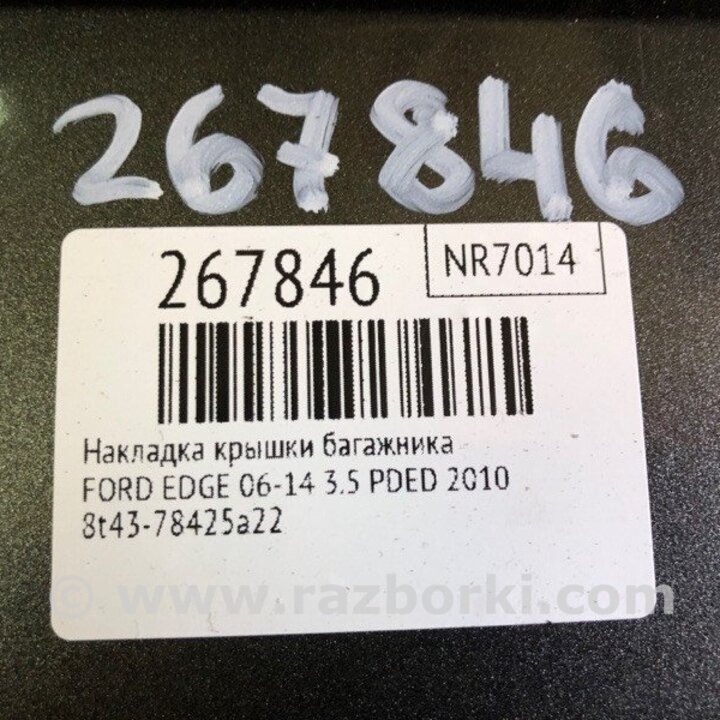 267846
267846
NR7014
Накладка крышки багажника
FORD EDGE 06-14 3.5 PDED 2010
8t43-78425a22
© www.razborki.com